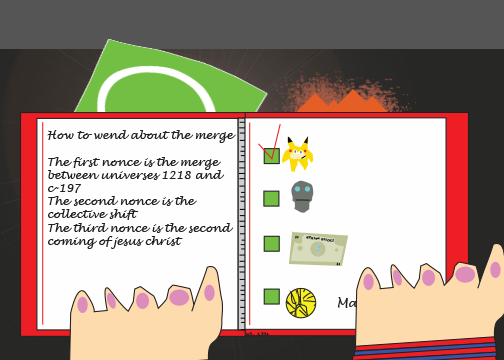 How to wend about the merge
The first nonce is the merge
between universes 1218 and
c-197
The second nonce is the
collective shift
The third nonce is the second
coming of jesus christ
Ma